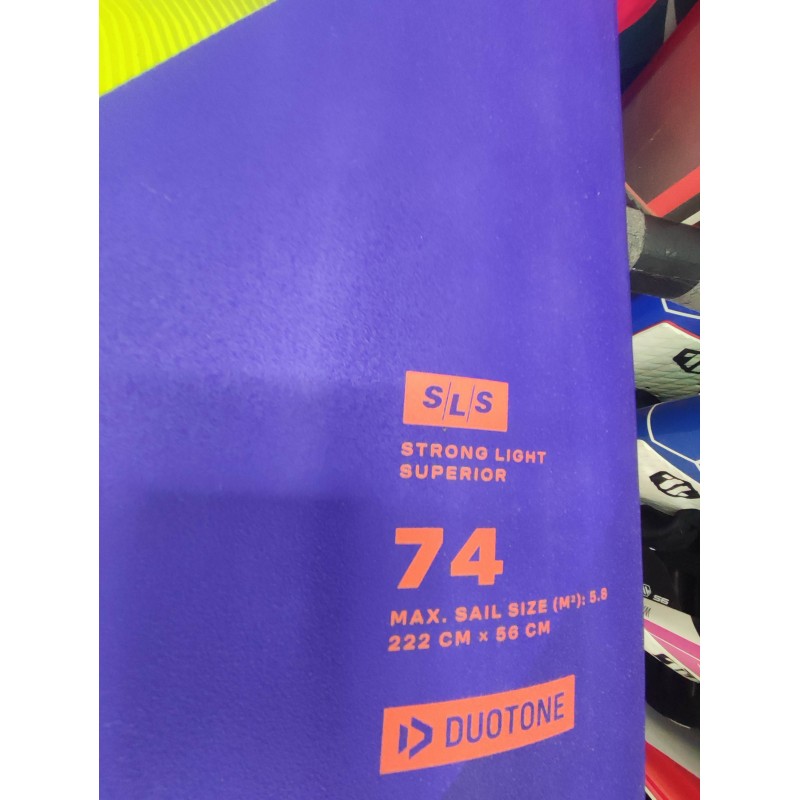 S/L/S
STRONG LIGHT
SUPERIOR
74
MAX. SAIL SIZE (M²): 5.8
222 CM × 56 CM
DUOTONE